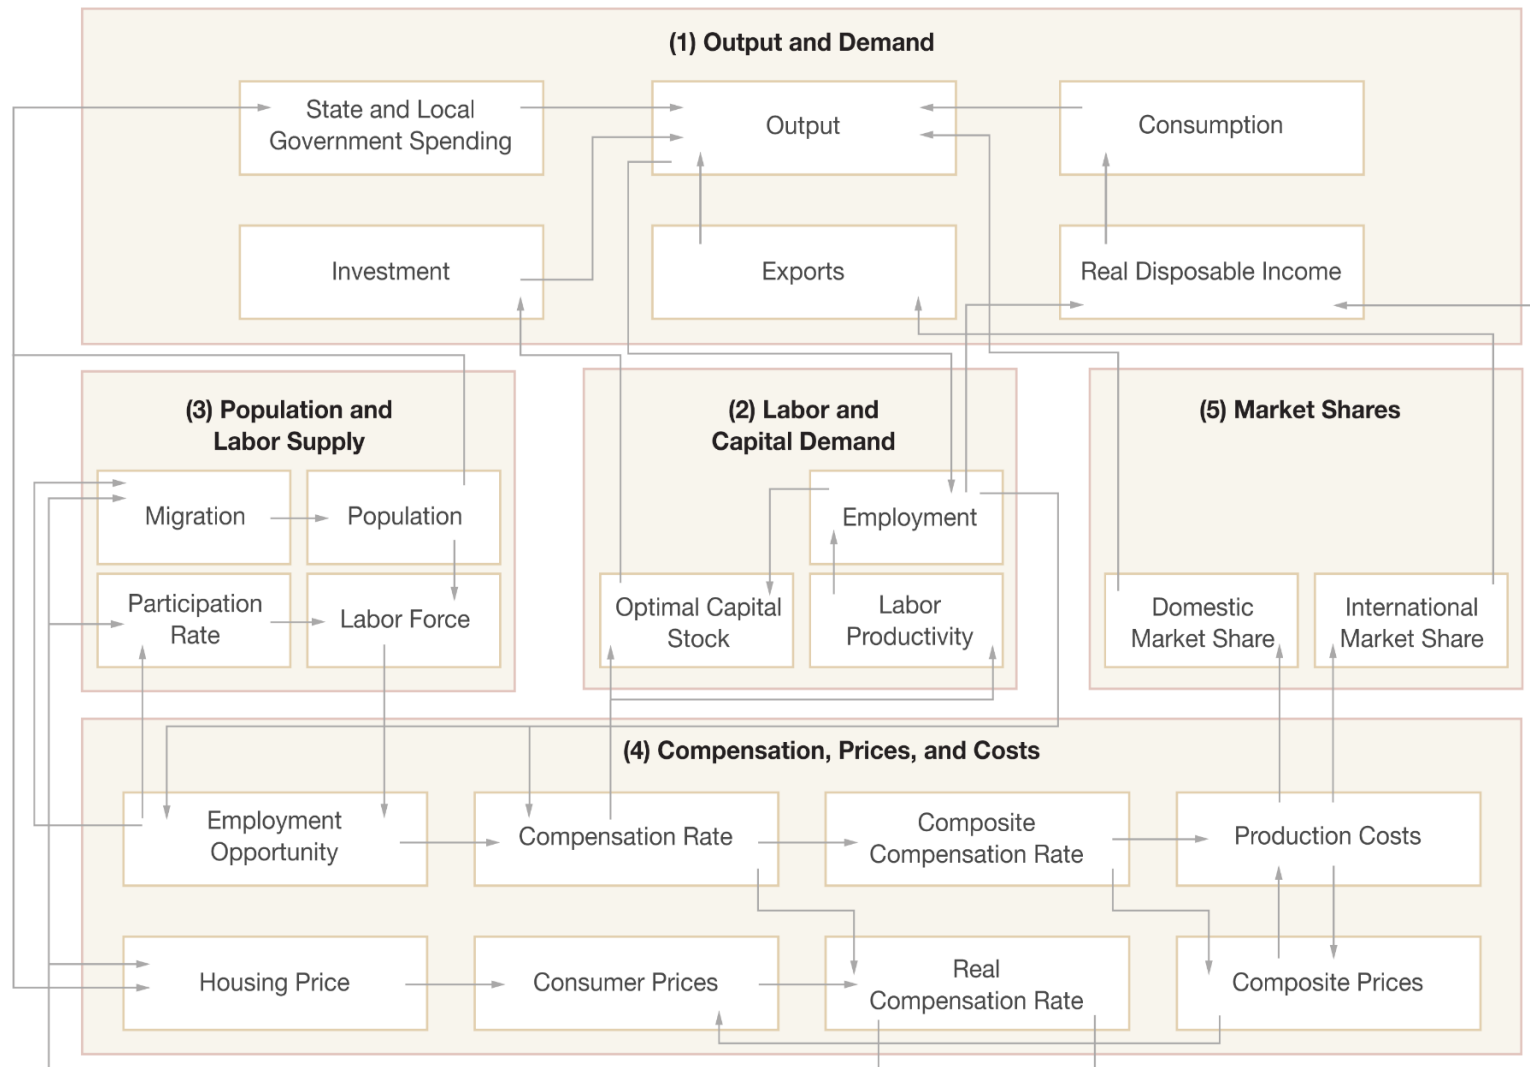 (1) Output and Demand
State and Local
Government Spending
Output
Consumption
Investment
Exports
Real Disposable Income
(3) Population and
Labor Supply
Migration
Population
Participation
Rate
Labor Force
(2) Labor and
Capital Demand
Employment
Optimal Capital
Stock
Labor
Productivity
(5) Market Shares
Domestic
Market Share
International
Market Share
(4) Compensation, Prices, and Costs
Employment
Opportunity
Compensation Rate
Composite
Compensation Rate
Production Costs
Housing Price
Consumer Prices
Real
Compensation Rate
Composite Prices